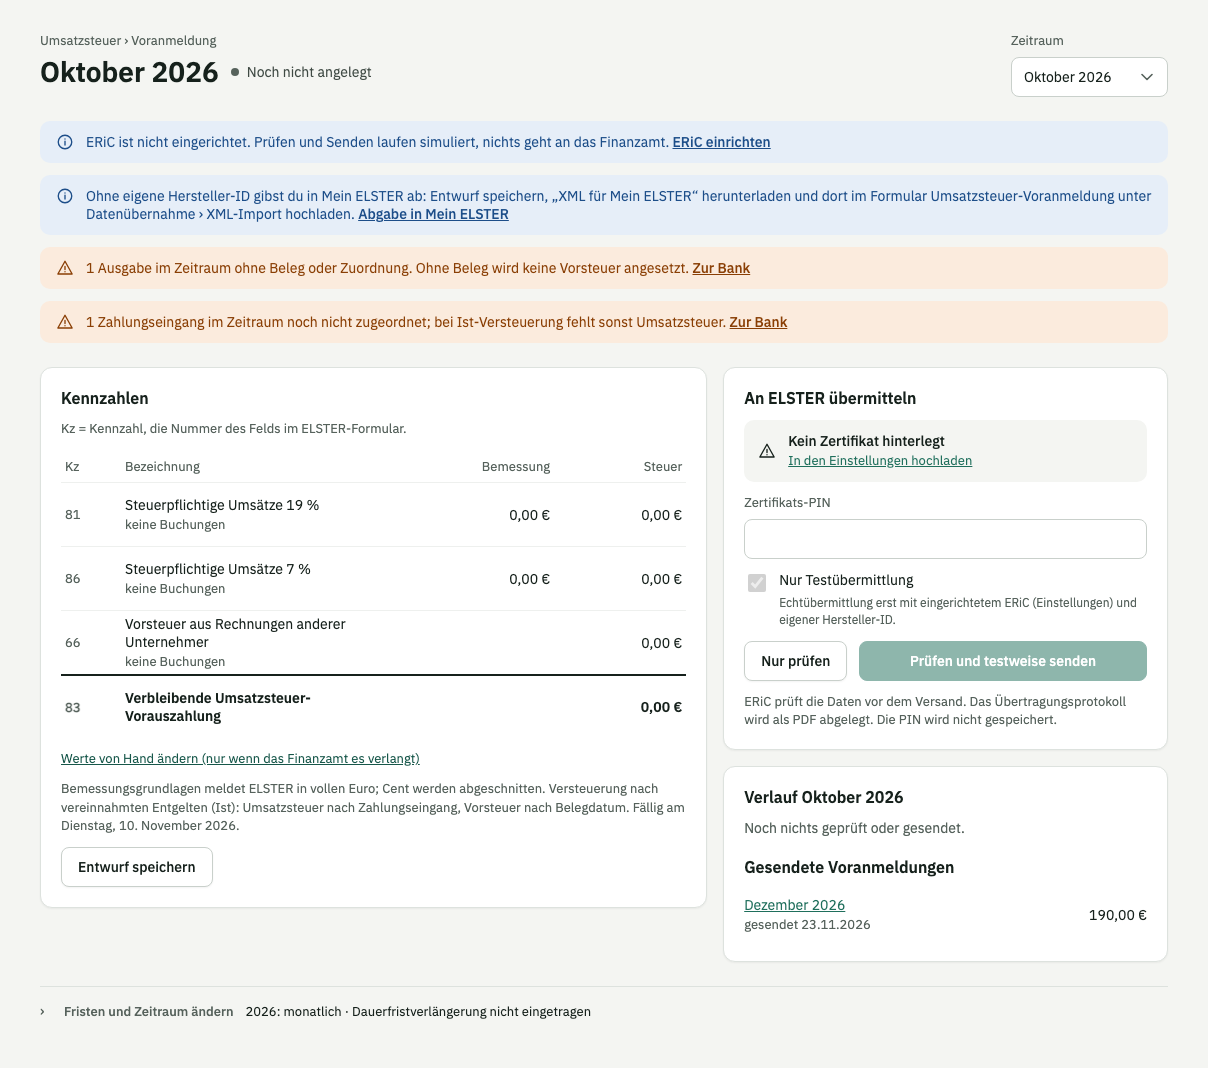 Umsatzsteuer › Voranmeldung
Oktober 2026
Noch nicht angelegt
Zeitraum
Oktober 2026
ERiC ist nicht eingerichtet. Prüfen und Senden laufen simuliert, nichts geht an das Finanzamt. ERiC einrichten
Ohne eigene Hersteller-ID gibst du in Mein ELSTER ab: Entwurf speichern, „XML für Mein ELSTER“ herunterladen und dort im Formular Umsatzsteuer-Voranmeldung unter
Datenübernahme › XML-Import hochladen. Abgabe in Mein ELSTER
1 Ausgabe im Zeitraum ohne Beleg oder Zuordnung. Ohne Beleg wird keine Vorsteuer angesetzt. Zur Bank
1 Zahlungseingang im Zeitraum noch nicht zugeordnet; bei Ist-Versteuerung fehlt sonst Umsatzsteuer. Zur Bank
Kennzahlen
Kz = Kennzahl, die Nummer des Felds im ELSTER-Formular.
Kz Bezeichnung Bemessung Steuer
81 Steuerpflichtige Umsätze 19 % 0,00 € 0,00 €
keine Buchungen
86 Steuerpflichtige Umsätze 7 % 0,00 € 0,00 €
keine Buchungen
Vorsteuer aus Rechnungen anderer
66 Unternehmer 0,00 €
keine Buchungen
Verbleibende Umsatzsteuer-
83 Vorauszahlung 0,00 €
Werte von Hand ändern (nur wenn das Finanzamt es verlangt)
Bemessungsgrundlagen meldet ELSTER in vollen Euro; Cent werden abgeschnitten. Versteuerung nach
vereinnahmten Entgelten (Ist): Umsatzsteuer nach Zahlungseingang, Vorsteuer nach Belegdatum. Fällig am
Dienstag, 10. November 2026.
Entwurf speichern
An ELSTER übermitteln
Kein Zertifikat hinterlegt
In den Einstellungen hochladen
Zertifikats-PIN
Nur Testübermittlung
Echtübermittlung erst mit eingerichtetem ERiC (Einstellungen) und
eigener Hersteller-ID.
Nur prüfen
Prüfen und testweise senden
ERiC prüft die Daten vor dem Versand. Das Übertragungsprotokoll
wird als PDF abgelegt. Die PIN wird nicht gespeichert.
Verlauf Oktober 2026
Noch nichts geprüft oder gesendet.
Gesendete Voranmeldungen
Dezember 2026
gesendet 23.11.2026
190,00 €
› Fristen und Zeitraum ändern 2026: monatlich · Dauerfristverlängerung nicht eingetragen